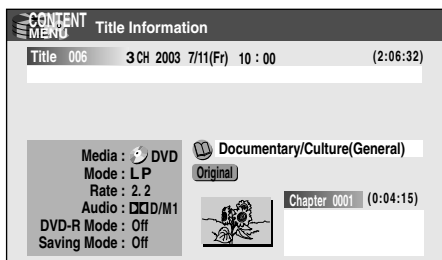 CONTENT MENU Title Information
Title 006 3 CH 2003 7/11(Fr) 10 : 00 (2:06:32)
Media : DVD
Mode : LP
Rate : 2. 2
Audio : D/M1
DVD-R Mode : Off
Saving Mode : Off
Documentary/Culture(General)
Original
Chapter 0001 (0:04:15)